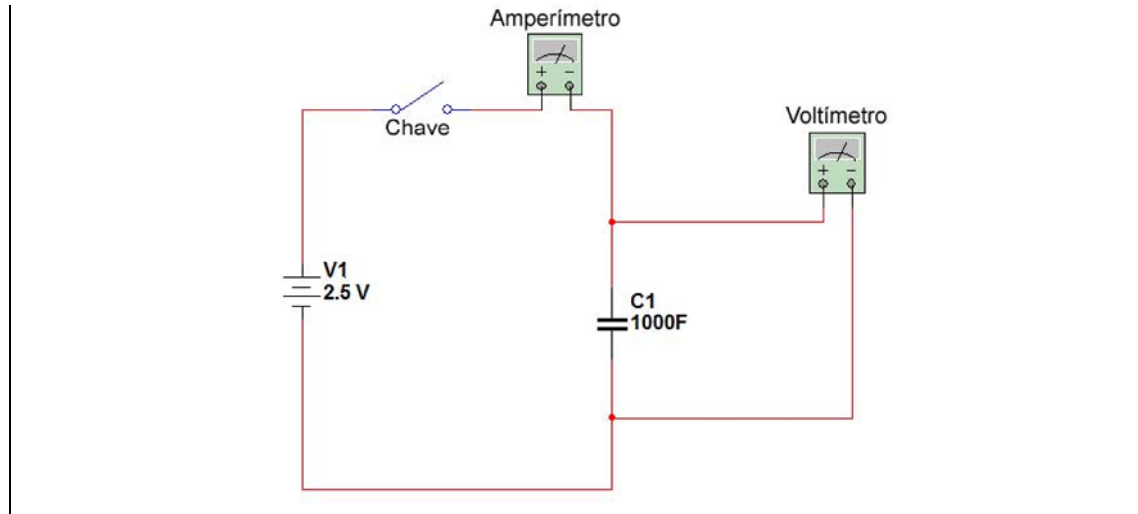 Amperímetro
+ −
Chave
Voltímetro
+ −
V1
2.5 V
C1
1000F